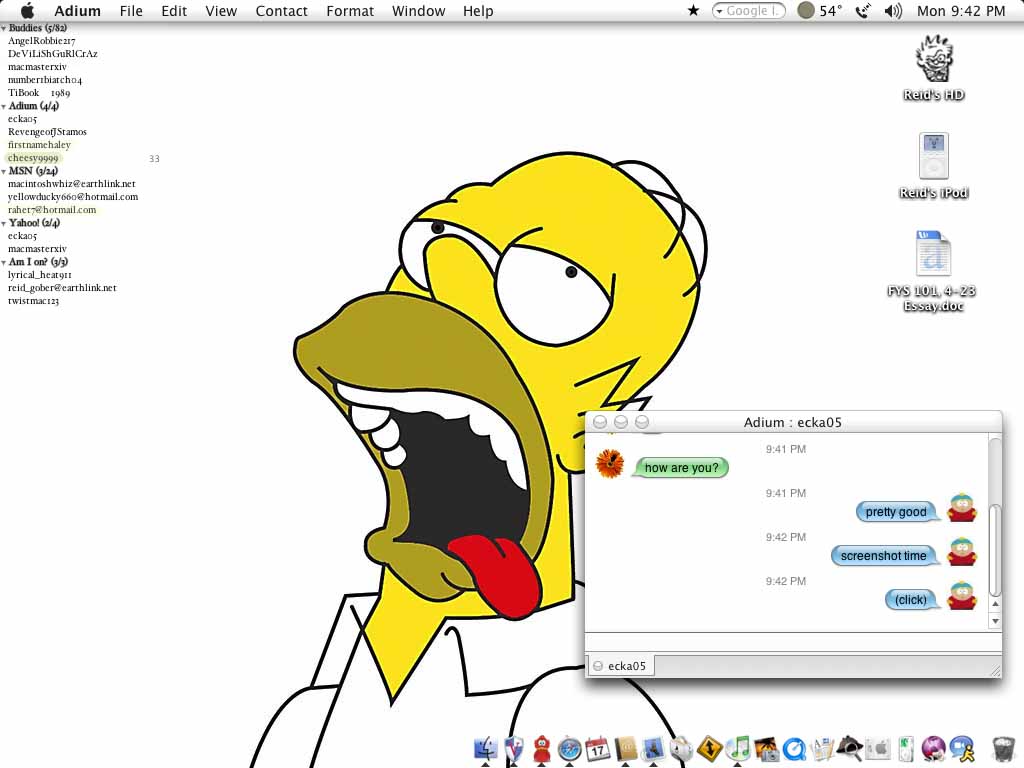 Adium File Edit View Contact Format Window Help
Google I. 54° Mon 9:42 PM
Buddies (5/82)
AngelRobbie217
DeViLiShGuRlCrAz
macmasterxiv
number1biatch04
TiBook 1989
Adium (4/4)
ecka05
RevengeofJStamos
firstnamehaley
cheesy9999 33
MSN (3/24)
macintoshwhiz@earthlink.net
yellowducky660@hotmail.com
raher7@hotmail.com
Yahoo! (2/4)
ecka05
macmasterxiv
Am I on? (3/3)
lyrical_heat911
reid_gober@earthlink.net
twistmac123
Reid's HD
Reid's iPod
FYS 101, 4-23
Essay.doc
Adium : ecka05
9:41 PM
how are you?
9:41 PM
pretty good
9:42 PM
screenshot time
9:42 PM
(click)
ecka05
17